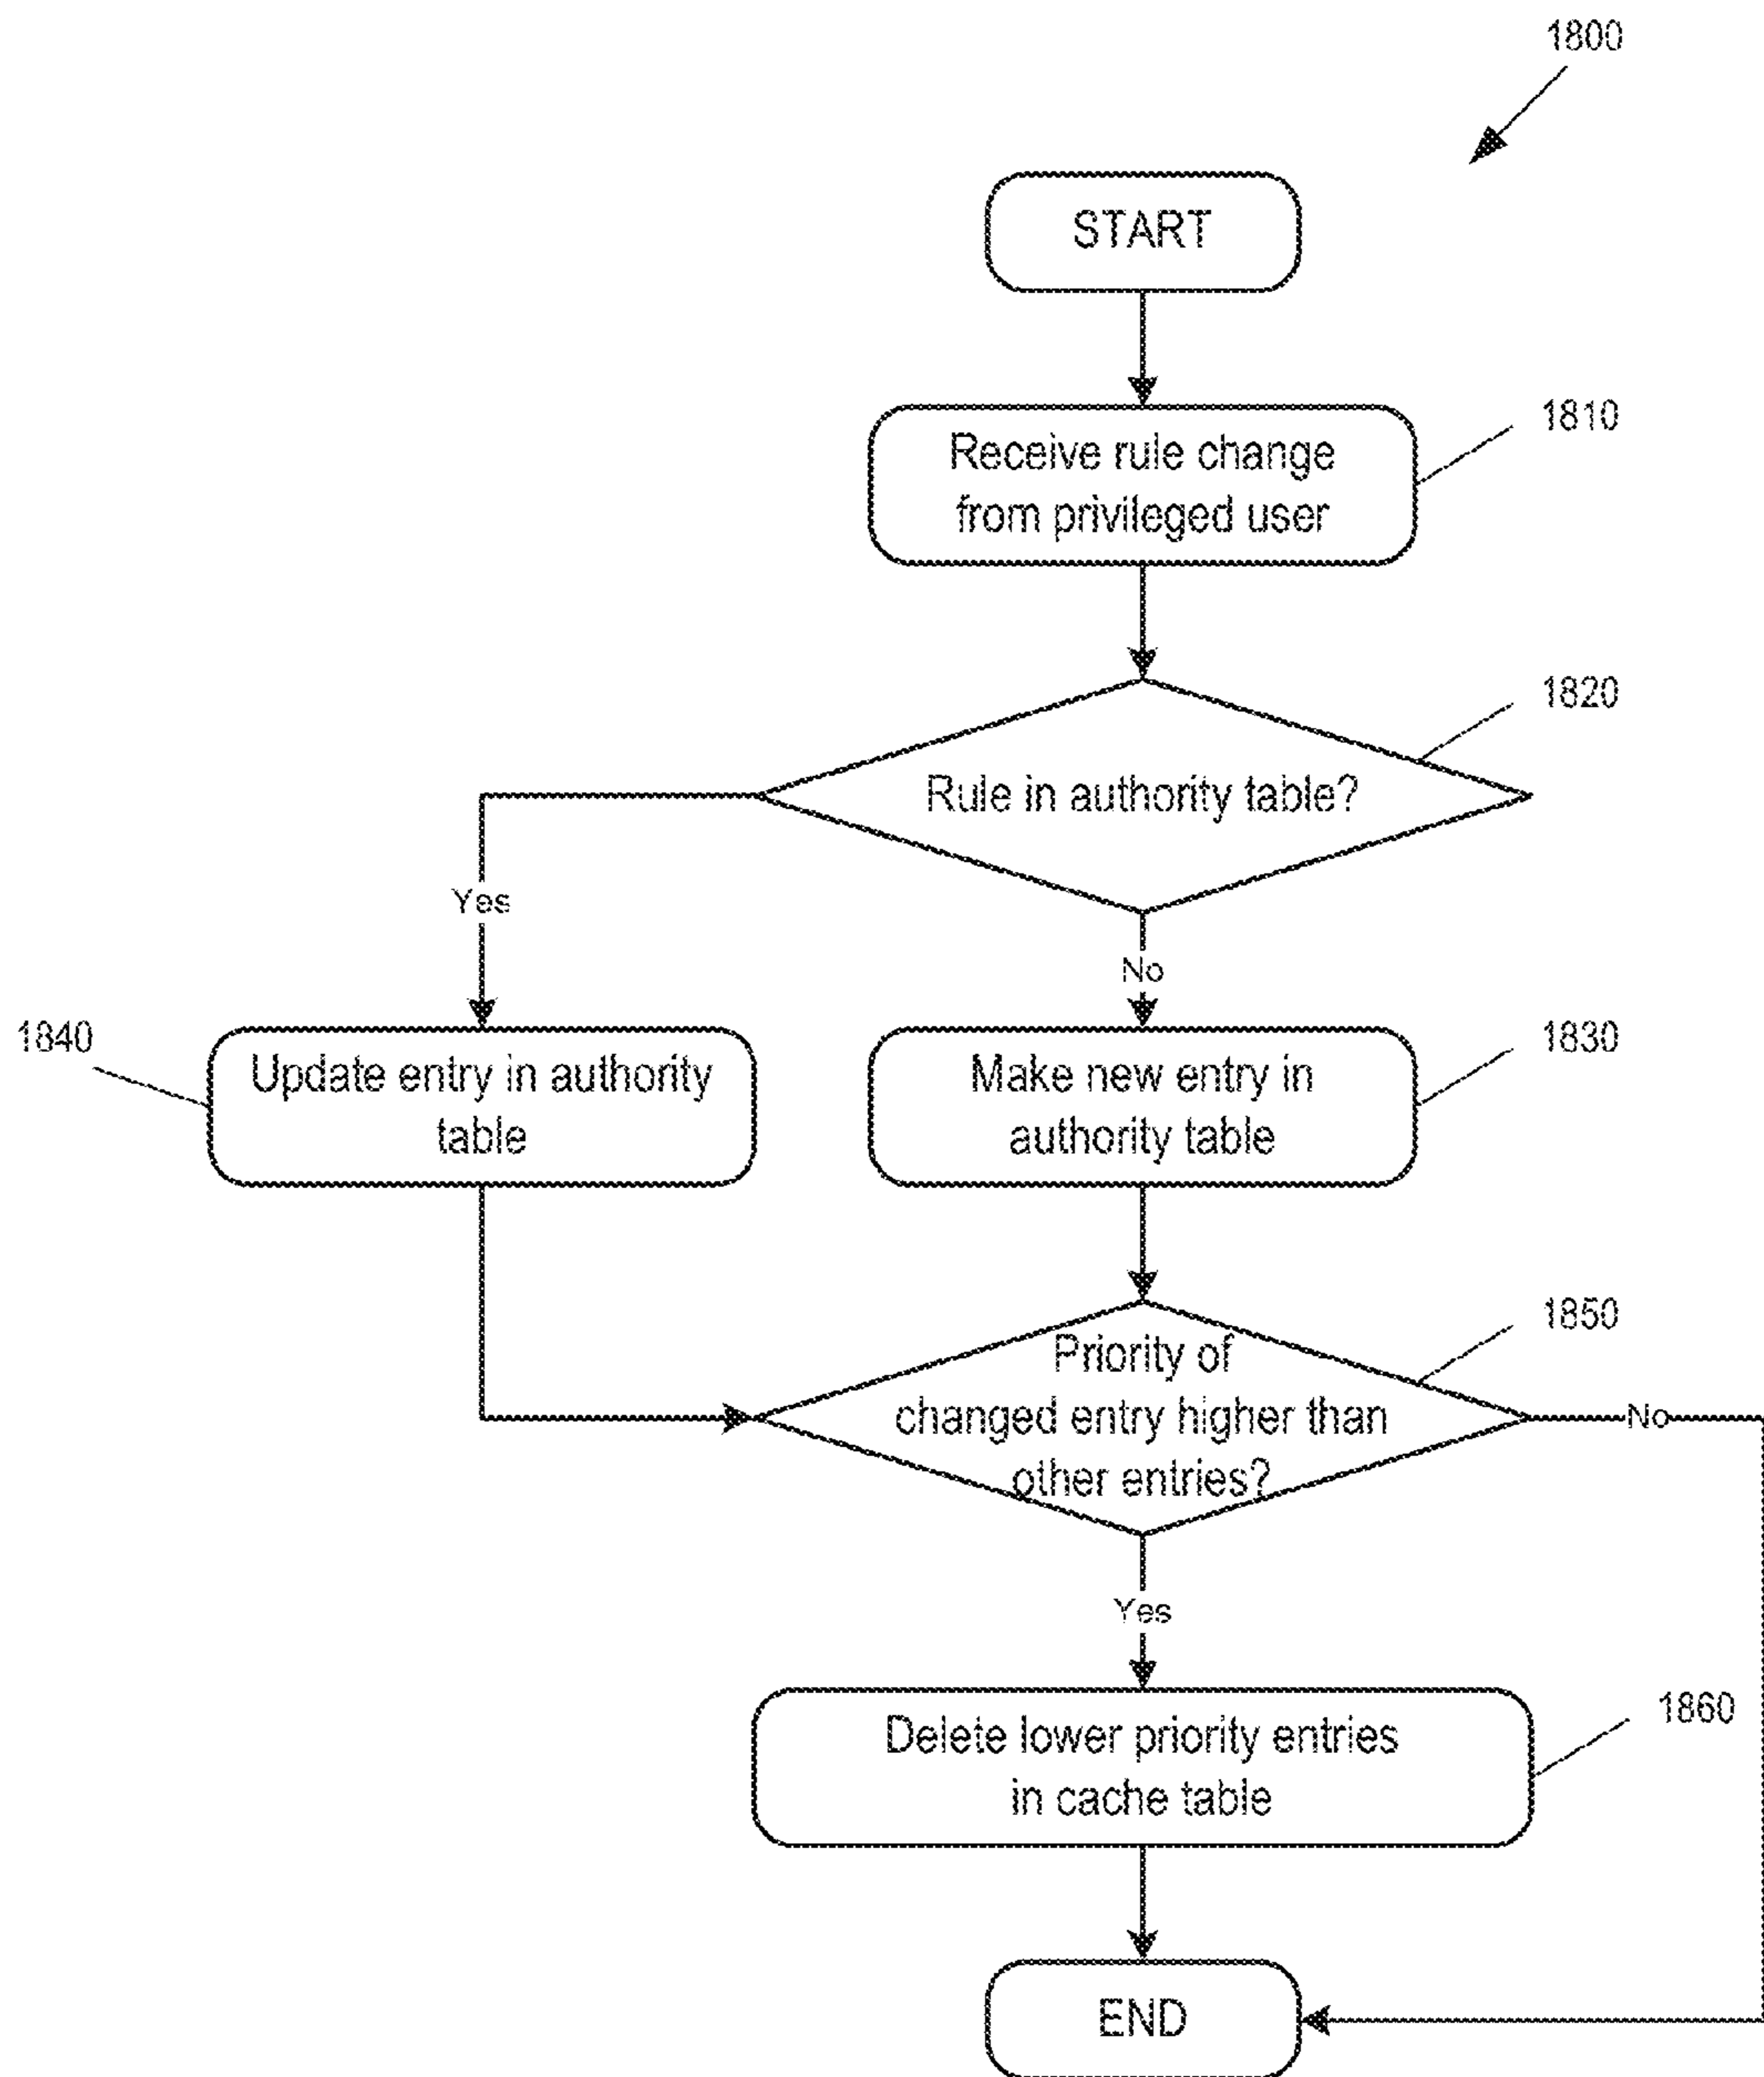 1800
START
1810
Receive rule change
from privileged user
1820
Rule in authority table?
Yes
No
1840
Update entry in authority
table
1830
Make new entry in
authority table
1850
Priority of
changed entry higher than
other entries?
No
Yes
1860
Delete lower priority entries
in cache table
END